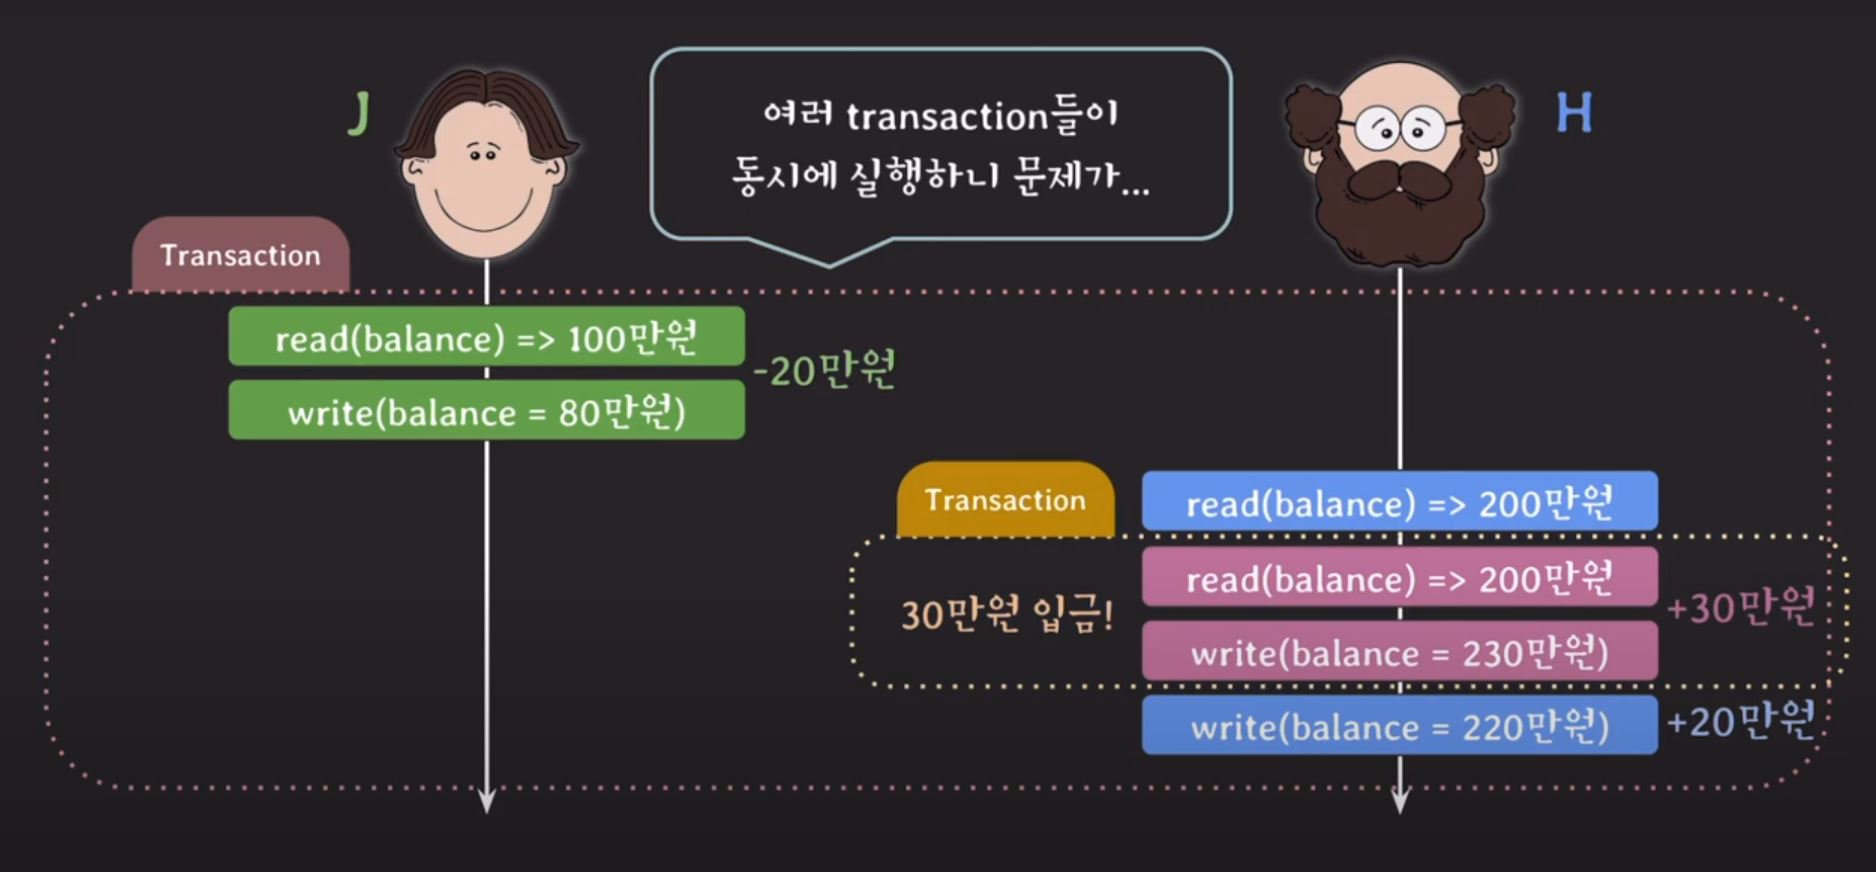 J
여러 transaction들이
동시에 실행하니 문제가...
H
Transaction
read(balance) => 100만원
-20만원
write(balance = 80만원)
Transaction
read(balance) => 200만원
read(balance) => 200만원
30만원 입금!
+30만원
write(balance = 230만원)
write(balance = 220만원)
+20만원